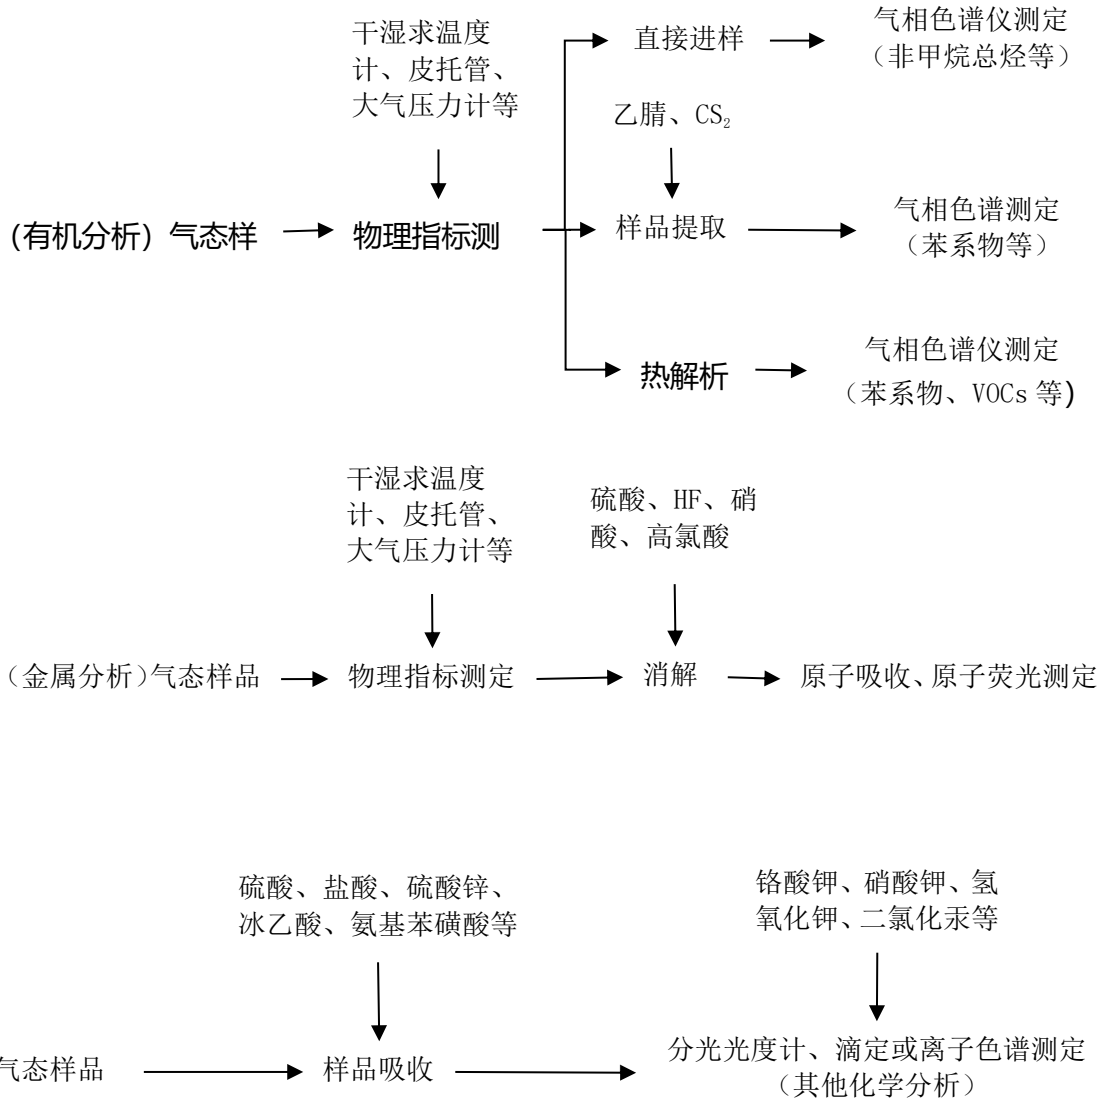 干湿求温度
计、皮托管、
大气压力计等
直接进样
气相色谱仪测定
（非甲烷总烃等）
乙腈、CS₂
(有机分析）气态样
物理指标测
样品提取
气相色谱测定
（苯系物等）
热解析
气相色谱仪测定
（苯系物、VOCs 等)
干湿求温度
计、皮托管、
大气压力计等
硫酸、HF、硝
酸、高氯酸
（金属分析）气态样品
物理指标测定
消解
原子吸收、原子荧光测定
硫酸、盐酸、硫酸锌、
冰乙酸、氨基苯磺酸等
铬酸钾、硝酸钾、氢
氧化钾、二氯化汞等
气态样品
样品吸收
分光光度计、滴定或离子色谱测定
（其他化学分析）